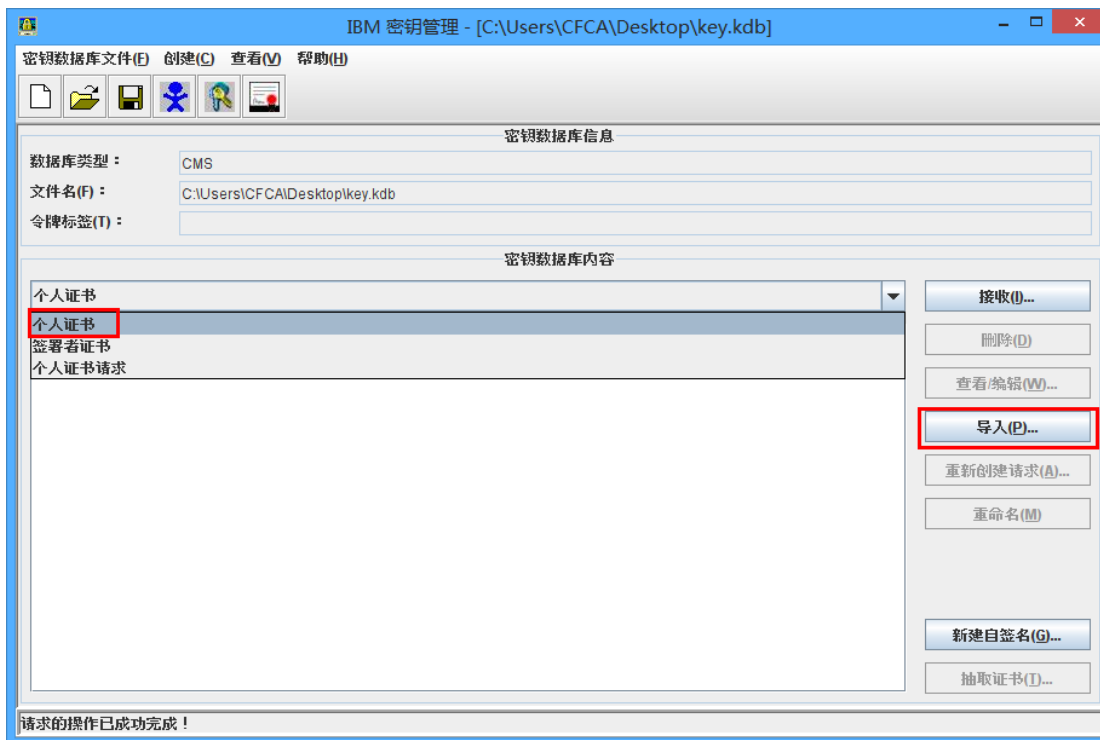 IBM 密钥管理 - [C:\Users\CFCA\Desktop\key.kdb]
密钥数据库文件(F) 创建(C) 查看(V) 帮助(H)
密钥数据库信息
数据库类型：
CMS
文件名(F)：
C:\Users\CFCA\Desktop\key.kdb
令牌标签(T)：
密钥数据库内容
个人证书
个人证书
签署者证书
个人证书请求
接收(I)...
删除(D)
查看/编辑(W)...
导入(P)...
重新创建请求(A)...
重命名(M)
新建自签名(G)...
抽取证书(T)...
请求的操作已成功完成！